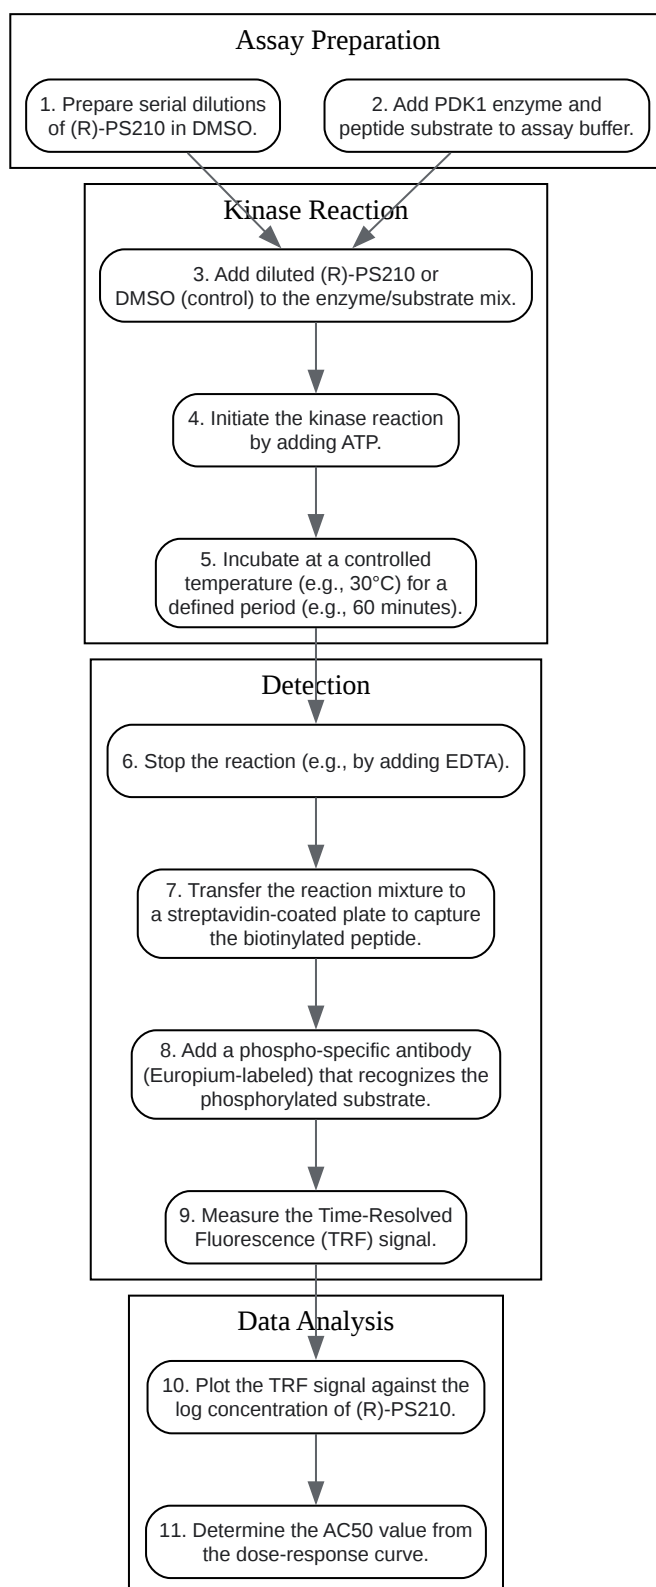 Assay Preparation
1. Prepare serial dilutions
of (R)-PS210 in DMSO.
2. Add PDK1 enzyme and
peptide substrate to assay buffer.
Kinase Reaction
3. Add diluted (R)-PS210 or
DMSO (control) to the enzyme/substrate mix.
4. Initiate the kinase reaction
by adding ATP.
5. Incubate at a controlled
temperature (e.g., 30°C) for a
defined period (e.g., 60 minutes).
Detection
6. Stop the reaction (e.g., by adding EDTA).
7. Transfer the reaction mixture to
a streptavidin-coated plate to capture
the biotinylated peptide.
8. Add a phospho-specific antibody
(Europium-labeled) that recognizes the
phosphorylated substrate.
9. Measure the Time-Resolved
Fluorescence (TRF) signal.
Data Analysis
10. Plot the TRF signal against the
log concentration of (R)-PS210.
11. Determine the AC50 value from
the dose-response curve.